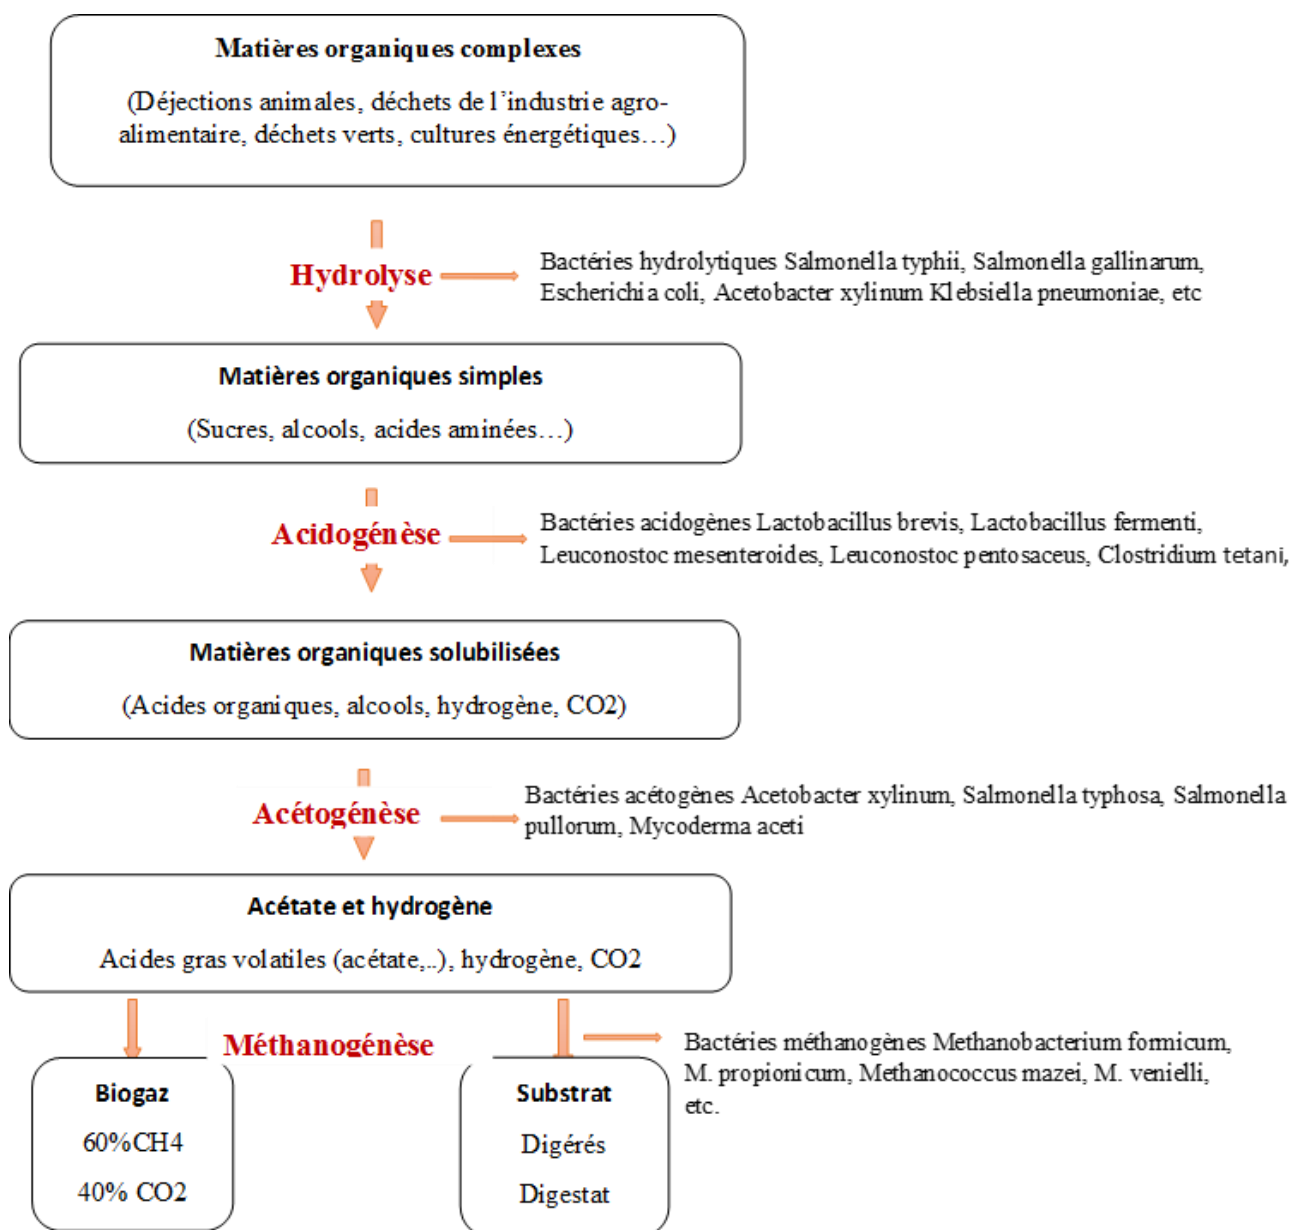 Matières organiques complexes
(Déjections animales, déchets de l’industrie agro-
alimentaire, déchets verts, cultures énergétiques…)
Hydrolyse
Bactéries hydrolytiques Salmonella typhii, Salmonella gallinarum,
Escherichia coli, Acetobacter xylinum Klebsiella pneumoniae, etc
Matières organiques simples
(Sucres, alcools, acides aminées…)
Acidogénèse
Bactéries acidogènes Lactobacillus brevis, Lactobacillus fermenti,
Leuconostoc mesenteroides, Leuconostoc pentosaceus, Clostridium tetani,
Matières organiques solubilisées
(Acides organiques, alcools, hydrogène, CO2)
Acétogénèse
Bactéries acétogènes Acetobacter xylinum, Salmonella typhosa, Salmonella
pullorum, Mycoderma aceti
Acétate et hydrogène
Acides gras volatiles (acétate,..), hydrogène, CO2
Méthanogénèse
Bactéries méthanogènes Methanobacterium formicum,
M. propionicum, Methanococcus mazei, M. venielli,
etc.
Biogaz
60%CH4
40% CO2
Substrat
Digérés
Digestat